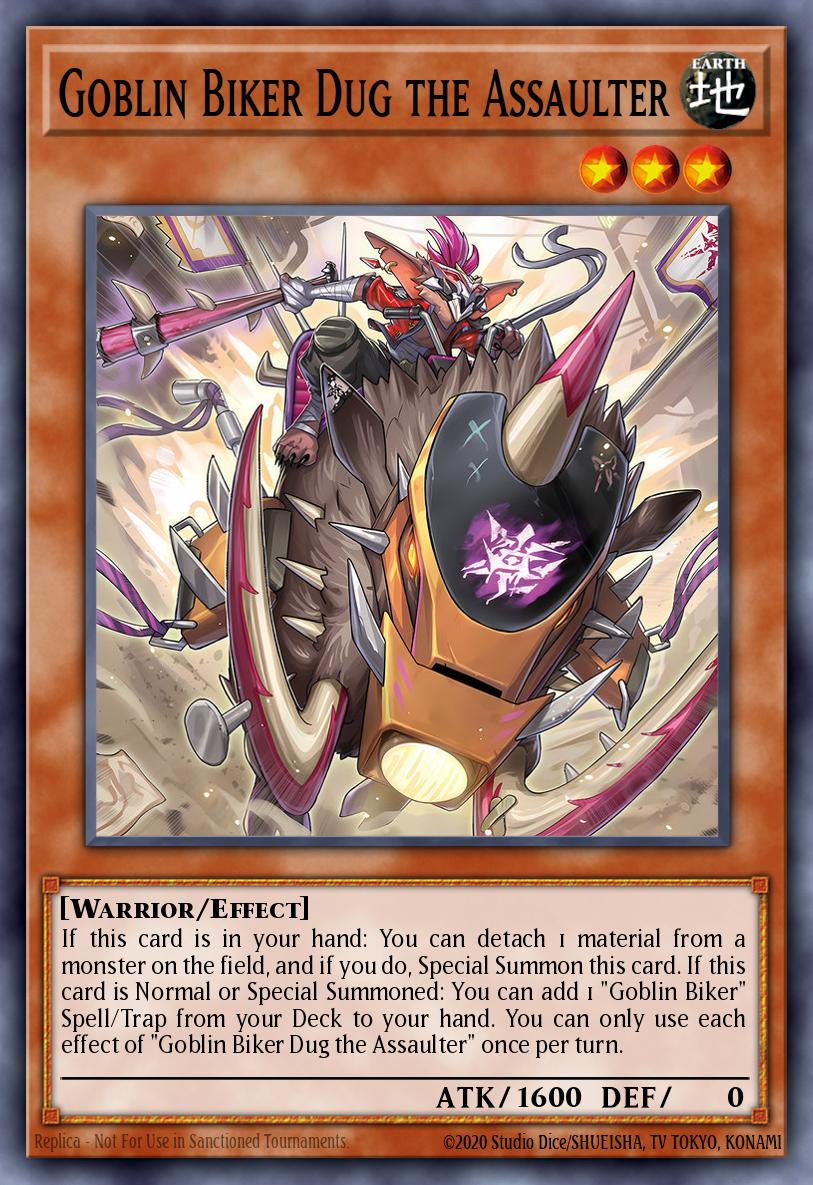 Goblin Biker Dug the Assaulter
EARTH
地
[Warrior/Effect]
If this card is in your hand: You can detach 1 material from a
monster on the field, and if you do, Special Summon this card. If this
card is Normal or Special Summoned: You can add 1 "Goblin Biker"
Spell/Trap from your Deck to your hand. You can only use each
effect of "Goblin Biker Dug the Assaulter" once per turn.
ATK/1600 DEF/ 0
Replica - Not For Use in Sanctioned Tournaments.
©2020 Studio Dice/SHUEISHA, TV TOKYO, KONAMI